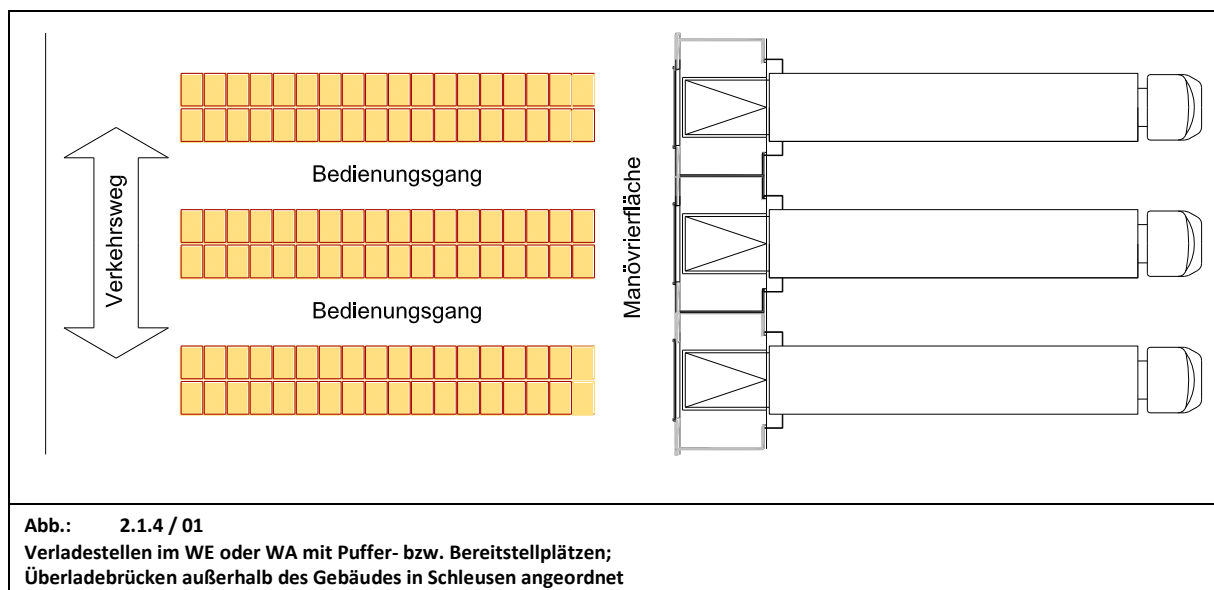 Verkehrsweg
Bedienungsgang
Bedienungsgang
Manövrierfläche
Abb.: 2.1.4 / 01
Verladestellen im WE oder WA mit Puffer- bzw. Bereitstellplätzen;
Überladebrücken außerhalb des Gebäudes in Schleusen angeordnet